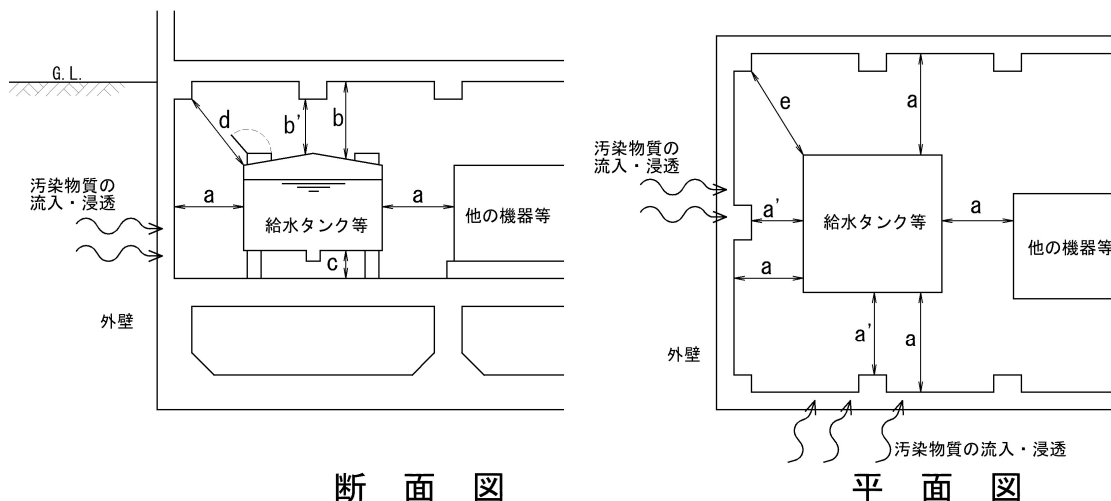 G.L.
d
b'
b
汚染物質の
流入・浸透
a
a
給水タンク等
他の機器等
c
外壁
断面図
e
a
汚染物質の
流入・浸透
a'
給水タンク等
a
他の機器等
a
a'
a
外壁
汚染物質の流入・浸透
平面図